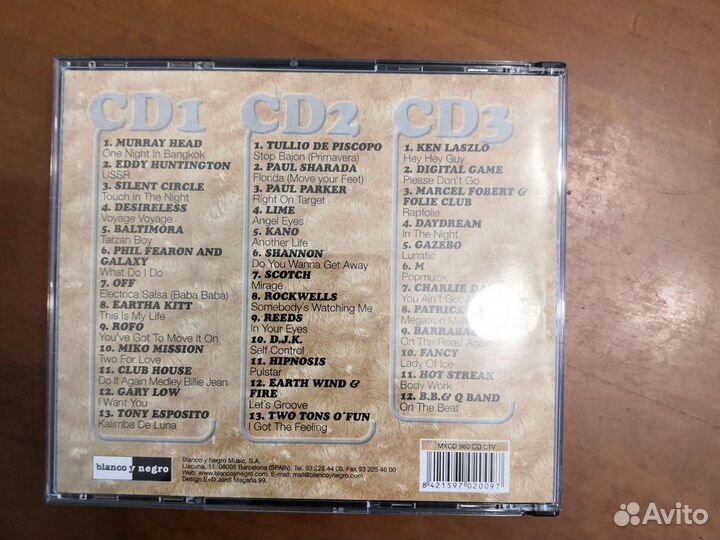 CD1
1. MURRAY HEAD
One Night In Bangkok
2. EDDY HUNTINGTON
USSR
3. SILENT CIRCLE
Touch In The Night
4. DESIRELESS
Voyage Voyage
5. BALTIMORA
Tarzan Boy
6. PHIL FEARON AND
GALAXY
What Do I Do
7. OFF
Electrica Salsa (Baba Baba)
8. EARTHA KITT
This Is My Life
9. ROFO
You've Got To Move It On
10. MIKO MISSION
Two For Love
11. CLUB HOUSE
Do It Again Medley Billie Jean
12. GARY LOW
I Want You
13. TONY ESPOSITO
Kalimba De Luna
CD2
1. TULLIO DE PISCOPO
Stop Bajon (Primavera)
2. PAUL SHARADA
Florida (Move your Feet)
3. PAUL PARKER
Right On Target
4. LIME
Angel Eyes
5. KANO
Another Life
6. SHANNON
Do You Wanna Get Away
7. SCOTCH
Mirage
8. ROCKWELLS
Somebody's Watching Me
9. REEDS
In Your Eyes
10. D.J.K.
Self Control
11. HIPNOSIS
Pulstar
12. EARTH WIND &
FIRE
Let's Groove
13. TWO TONS O´FUN
I Got The Feeling
CD3
1. KEN LASZLO
Hey Hey Guy
2. DIGITAL GAME
Please Don't Go
3. MARCEL FOBERT &
FOLIE CLUB
Rapfolie
4. DAYDREAM
In The Night
5. GAZEBO
Lunatic
6. M
Popmuzik
7. CHARLIE
You Ain't Got
8. PATRICK
Megatron
9. BARRABAS
On The Road Again
10. FANCY
Lady Of Ice
11. HOT STREAK
Body Work
12. B.B.& Q BAND
On The Beat
blanco y negro
Blanco y Negro Music, S.A.
Llacuna, 11. 08005 Barcelona (SPAIN). Tel. 93 225 44 00. Fax 93 225 46 00
Web: www.blancoynegro.com E-mail: mail@blancoynegro.com
Design E×D Jordi Magaña.99.
MXCD 960 CD CTV
8 421597 020097
Avito